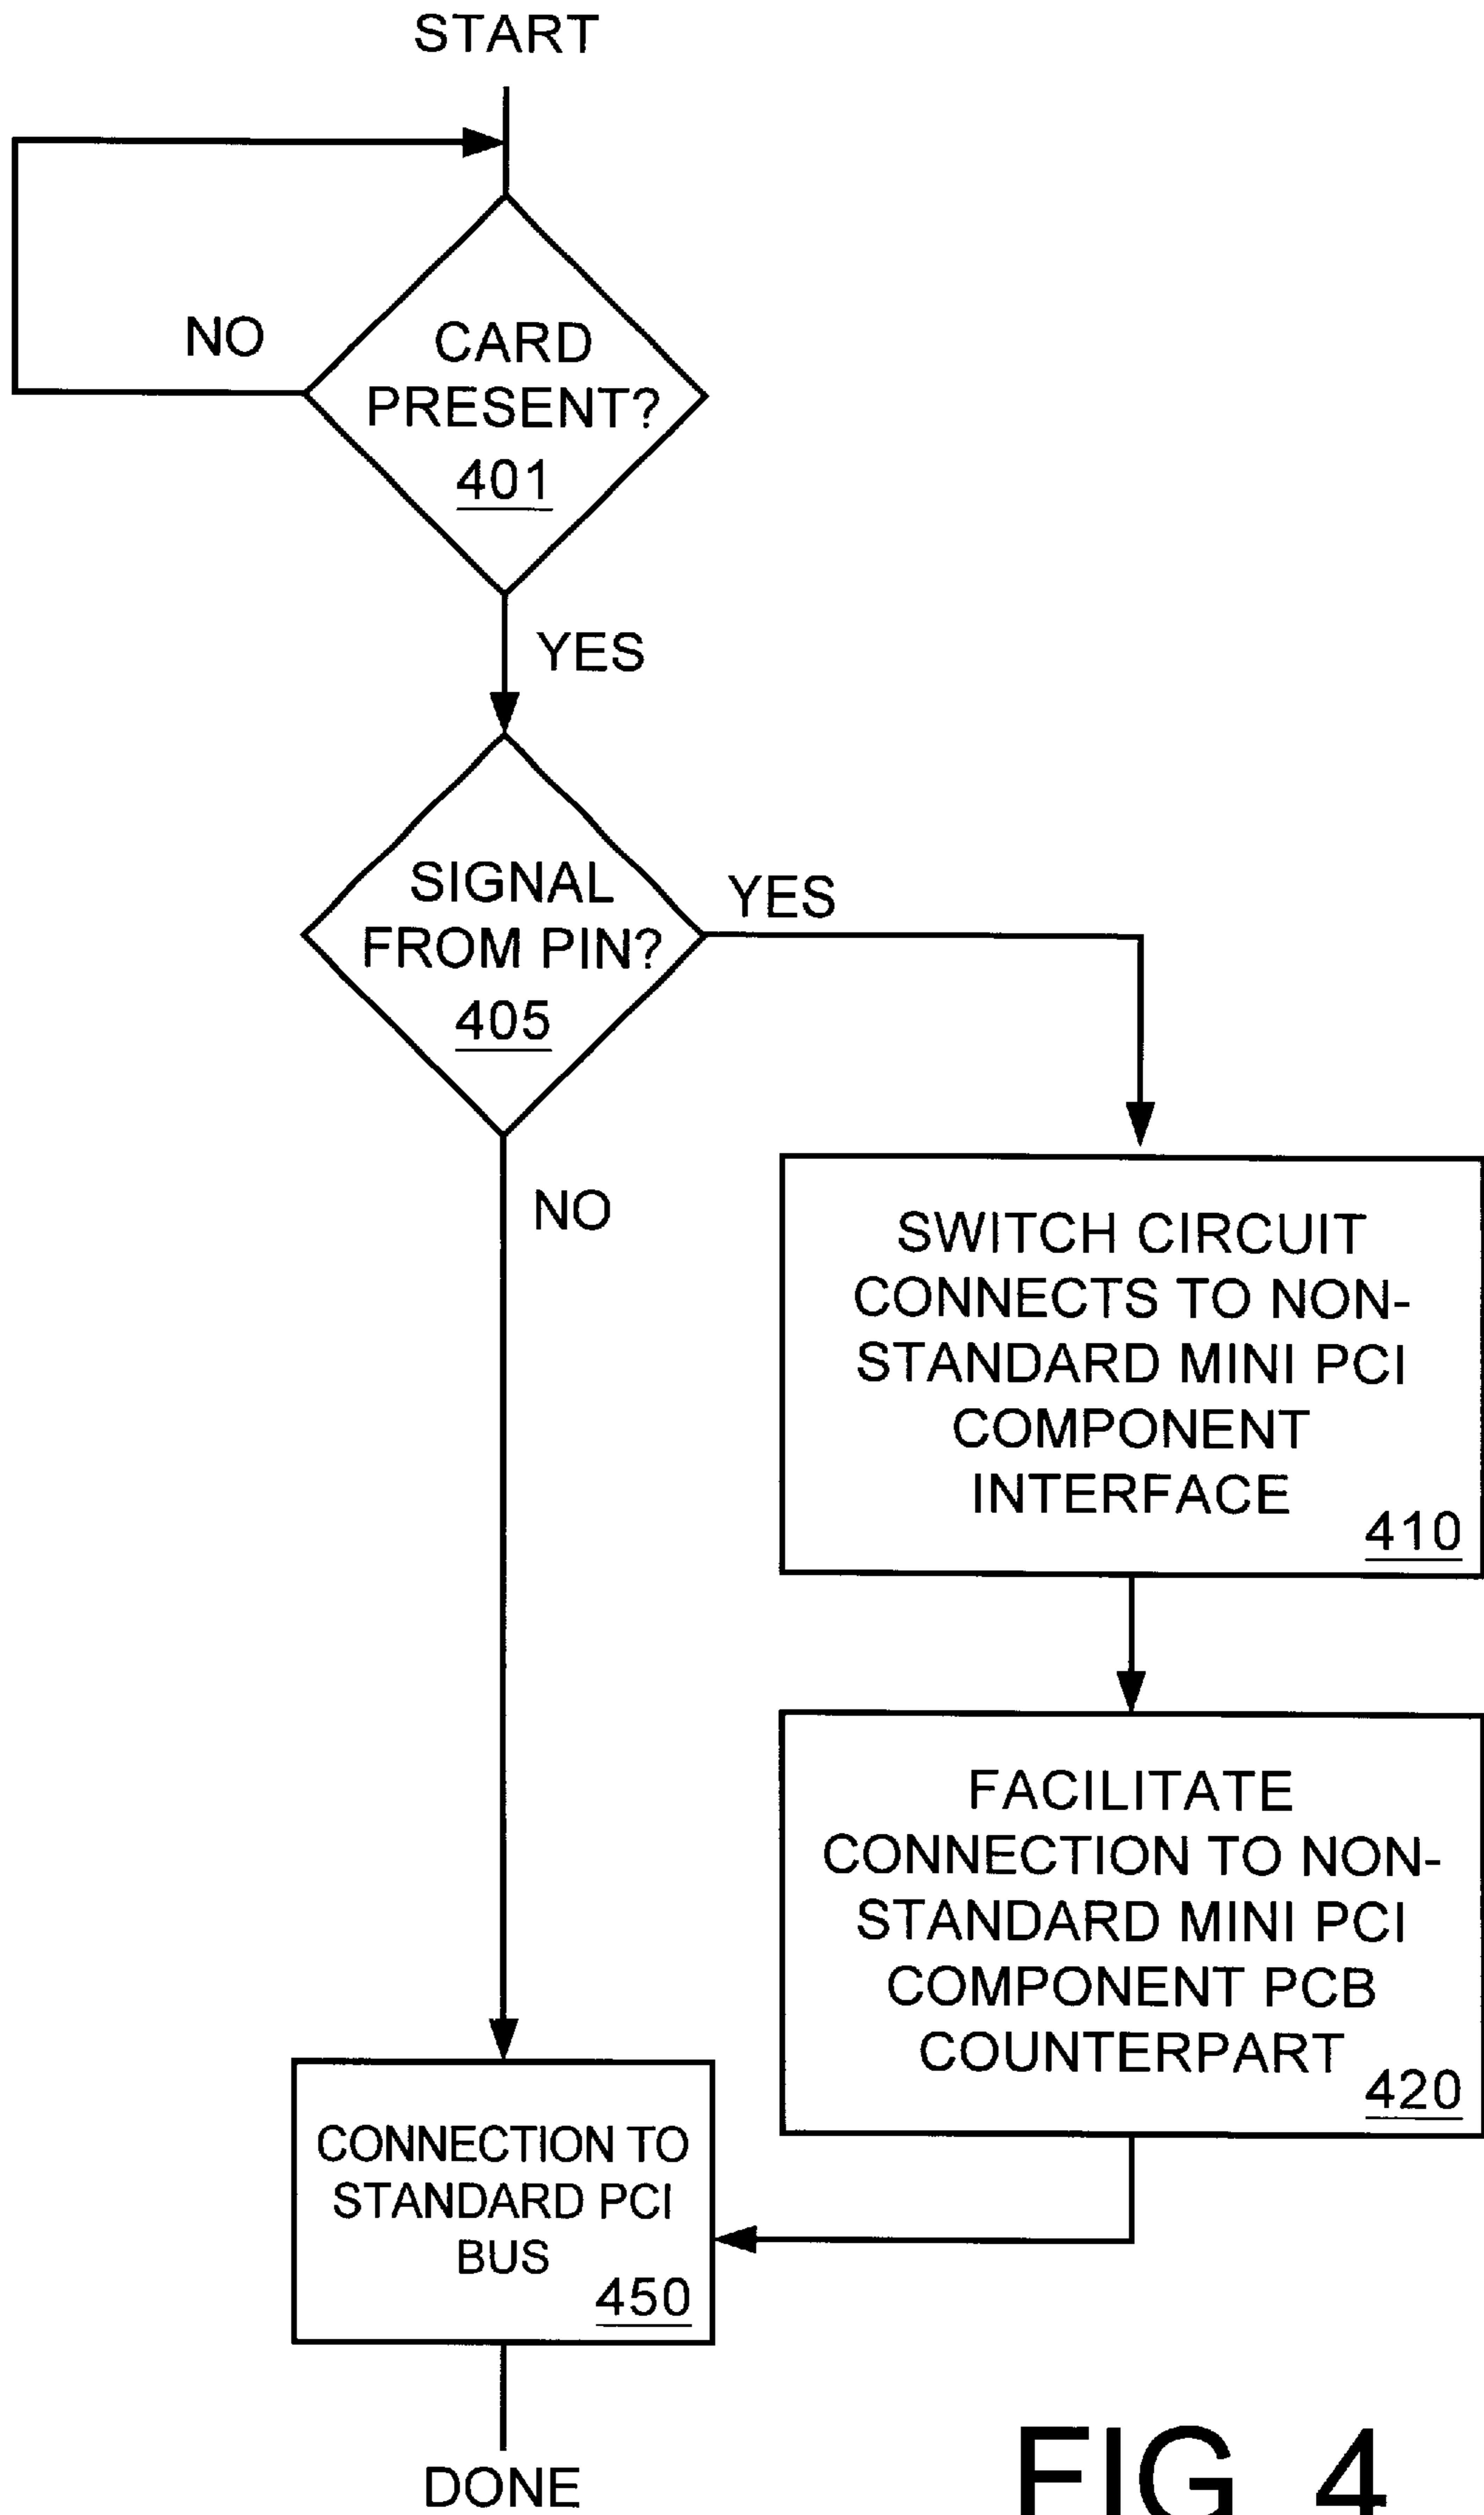 START
NO
CARD
PRESENT?
401
YES
SIGNAL
FROM PIN?
405
YES
NO
SWITCH CIRCUIT
CONNECTS TO NON-
STANDARD MINI PCI
COMPONENT
INTERFACE
410
FACILITATE
CONNECTION TO NON-
STANDARD MINI PCI
COMPONENT PCB
COUNTERPART
420
CONNECTION TO
STANDARD PCI
BUS
450
DONE
FIG 4